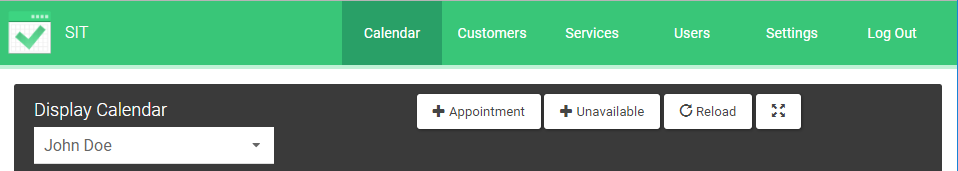 SIT
Calendar
Customers
Services
Users
Settings
Log Out
Display Calendar
Appointment
Unavailable
Reload
John Doe